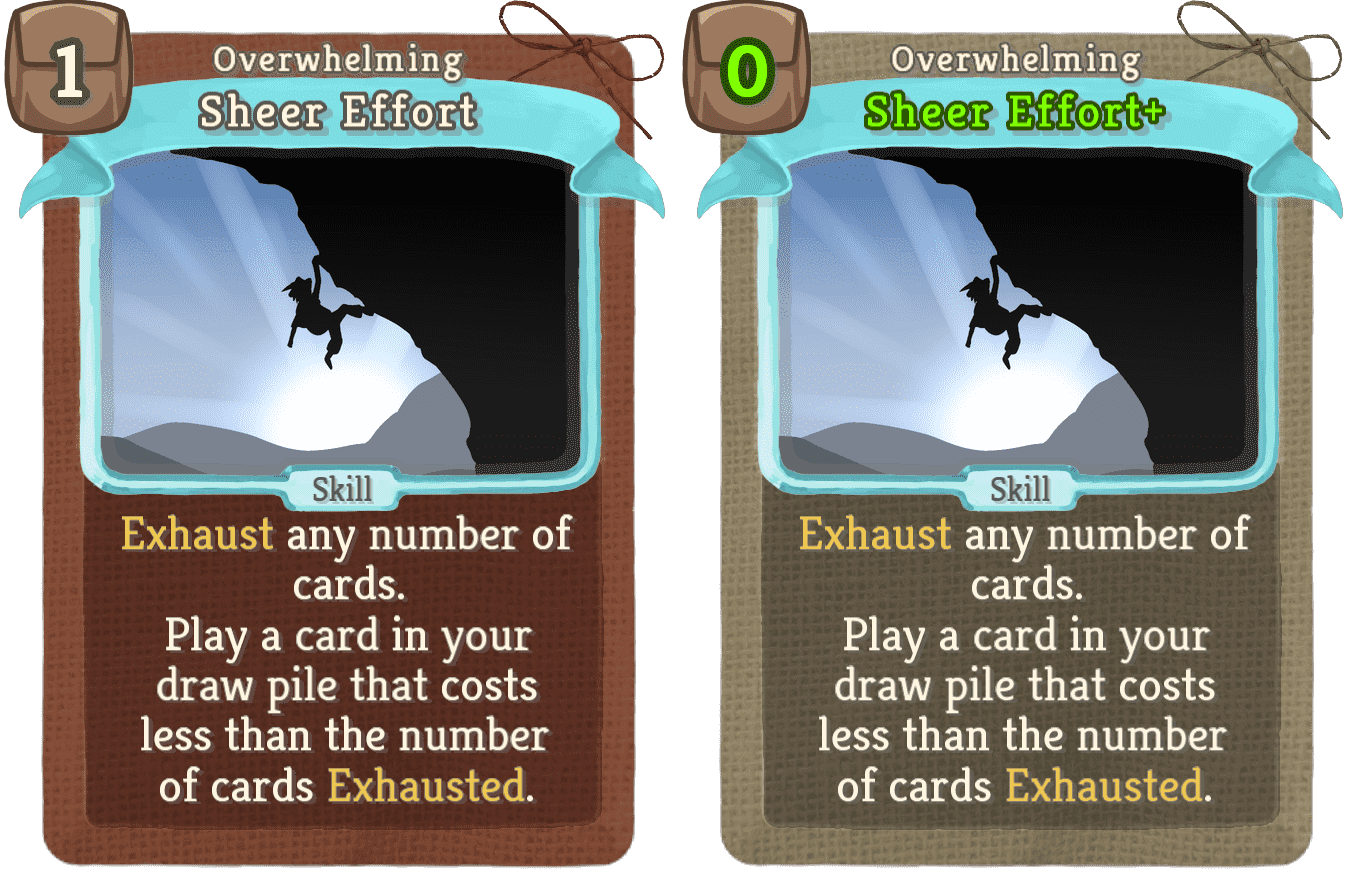 1
Overwhelming
Sheer Effort
Skill
Exhaust any number of
cards.
Play a card in your
draw pile that costs
less than the number
of cards Exhausted.
0
Overwhelming
Sheer Effort+
Skill
Exhaust any number of
cards.
Play a card in your
draw pile that costs
less than the number
of cards Exhausted.